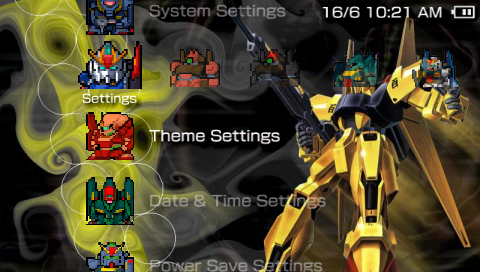 System Settings
16/6 10:21 AM
Settings
Theme Settings
Date & Time Settings
Power Save Settings